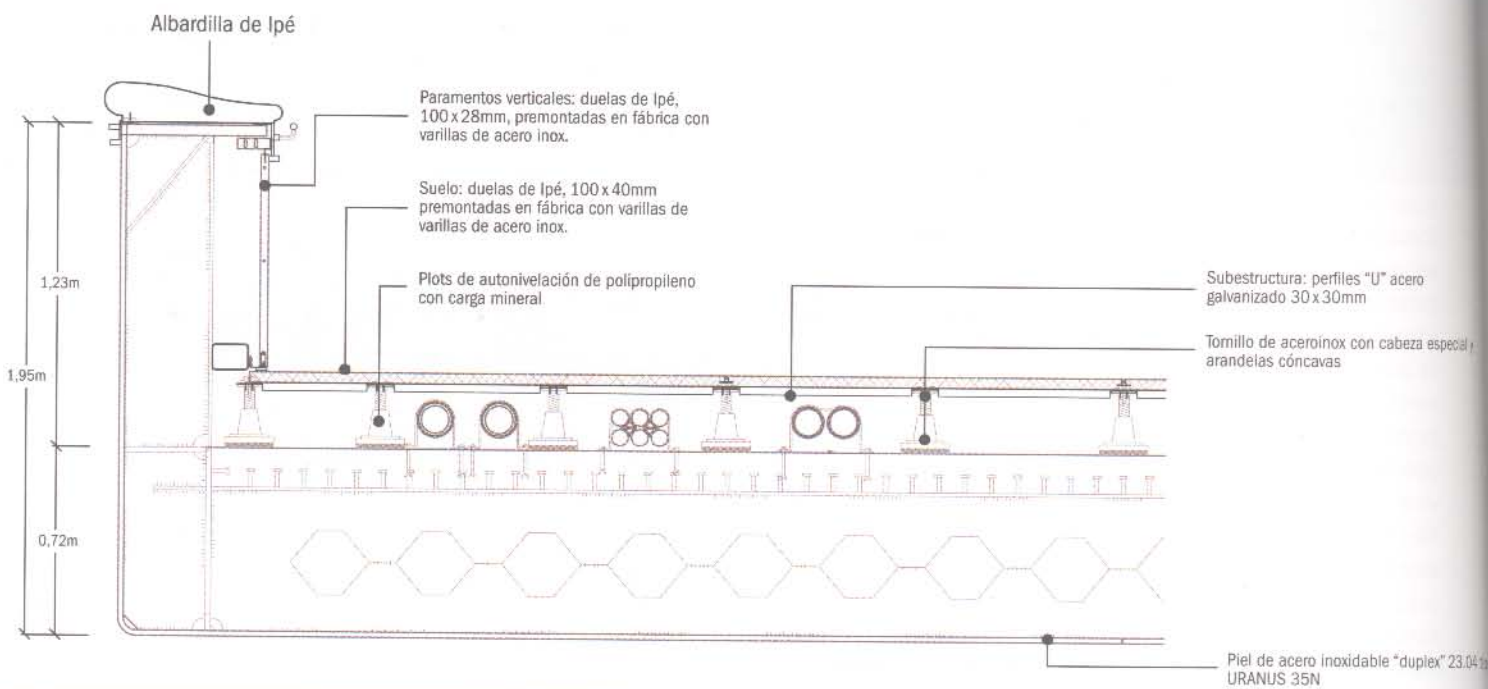 Albardilla de Ipé
Paramentos verticales: duelas de Ipé,
100 x 28mm, premontadas en fábrica con
varillas de acero inox.
Suelo: duelas de Ipé, 100 x 40mm
premontadas en fábrica con varillas de
varillas de acero inox.
Plots de autonivelación de polipropileno
con carga mineral
Subestructura: perfiles "U" acero
galvanizado 30 x 30mm
Tornillo de aceroinox con cabeza especial
arandelas cóncavas
1,23m
1,95m
0,72m
Piel de acero inoxidable "duplex" 23.04
URANUS 35N